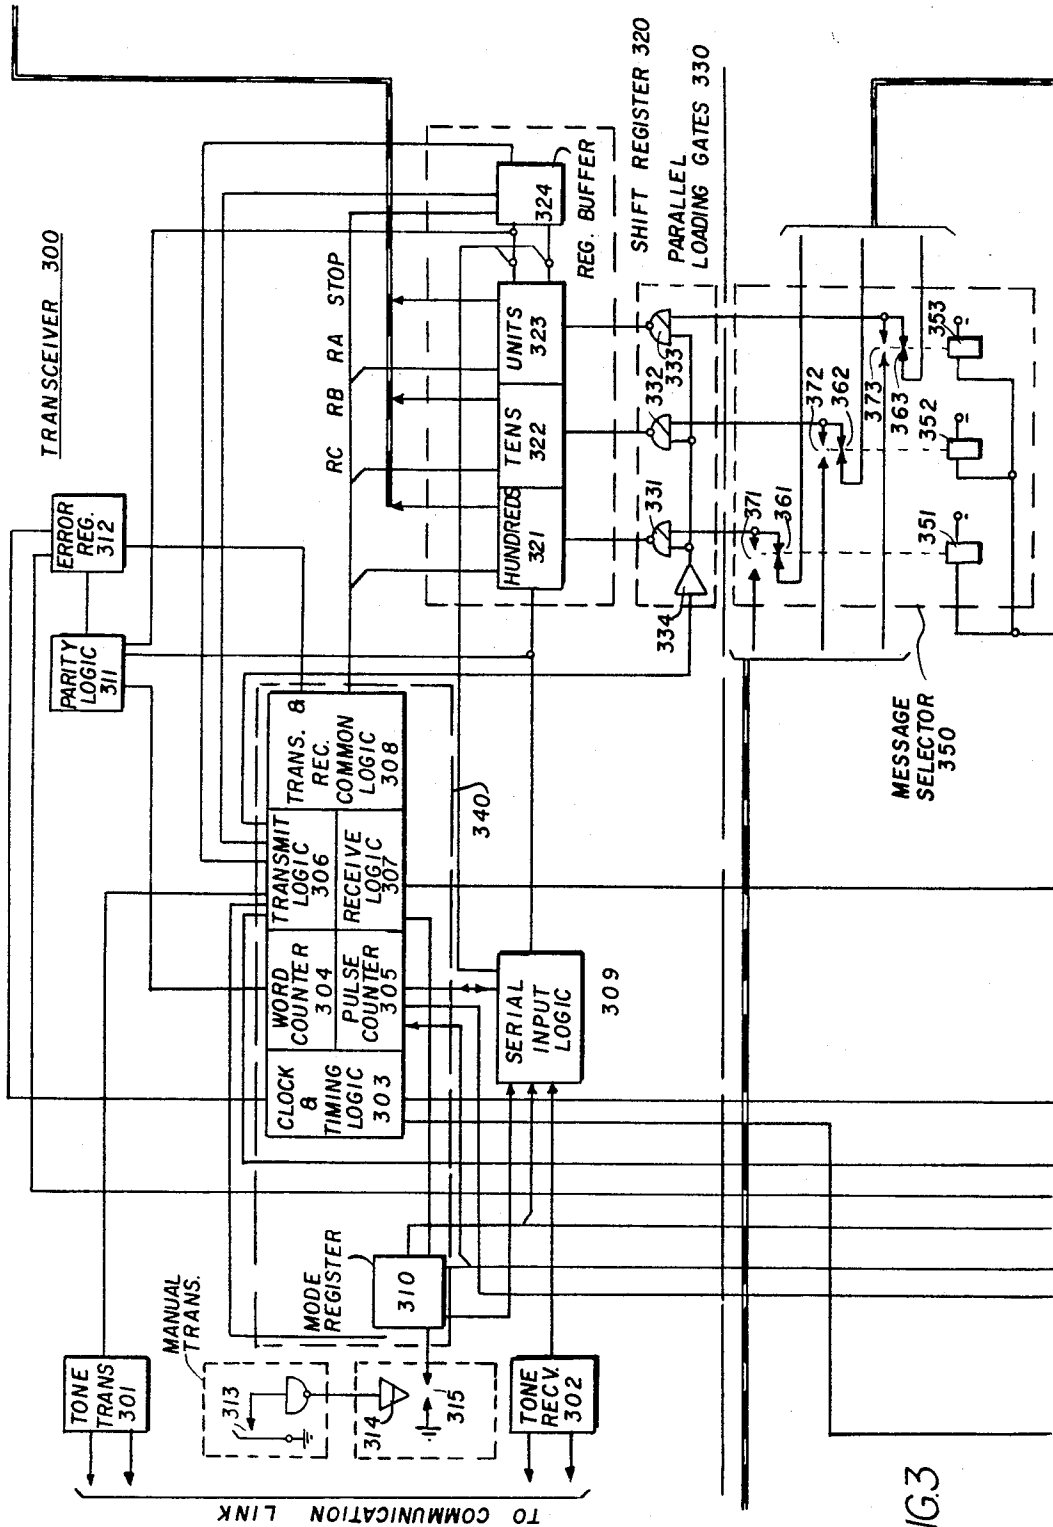 TRANSCEIVER 300
TO COMMUNICATION LINK
TONE
TRANS
301
MANUAL
TRANS.
313
314
315
TONE
RECV.
302
MODE
REGISTER
310
CLOCK
&
TIMING
LOGIC
303
WORD
COUNTER
304
PULSE
COUNTER
305
TRANSMIT
LOGIC
306
RECEIVE
LOGIC
307
TRANS. &
REC.
COMMON
LOGIC
308
340
PARITY
LOGIC
311
ERROR
REG.
312
SERIAL
INPUT
LOGIC
309
RC RB RA STOP
HUNDREDS
321
TENS
322
UNITS
323
324
REG. BUFFER
SHIFT REGISTER 320
PARALLEL
LOADING GATES 330
331
332
333
334
371
361
372
362
373
363
351
352
353
MESSAGE
SELECTOR
350
IG.3